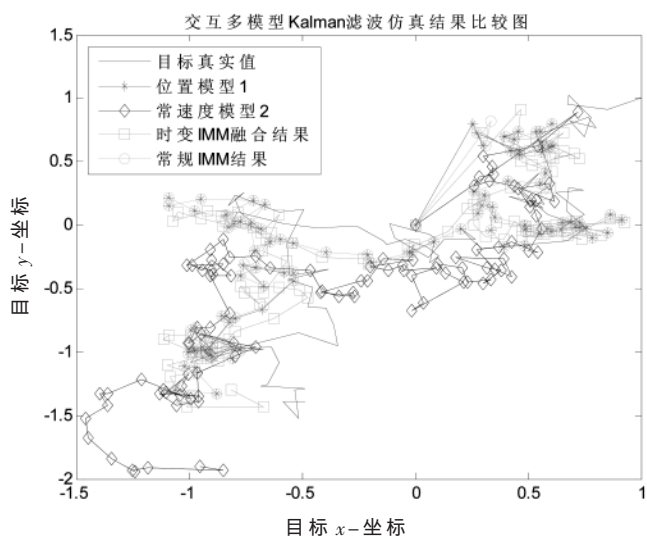 交互多模型Kalman滤波仿真结果比较图
1.5
目标真实值
位置模型1
常速度模型2
时变IMM融合结果
常规IMM结果
1
0.5
0
-0.5
-1
-1.5
-2
目标 y-坐标
-1.5
-1
-0.5
0
0.5
1
目标 x-坐标